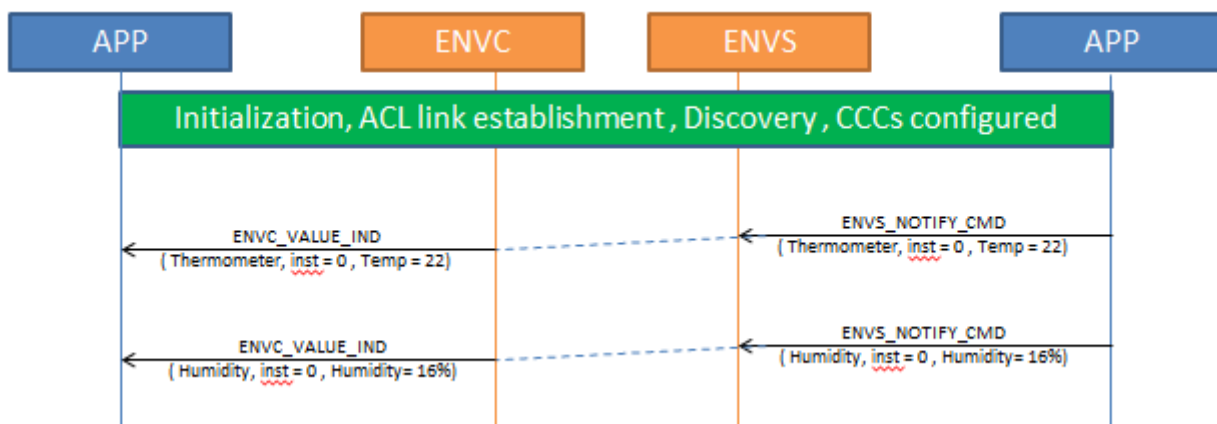 APP
ENVC
ENVS
APP
Initialization, ACL link establishment , Discovery , CCCs configured
ENVC_VALUE_IND
( Thermometer, inst = 0 , Temp = 22)
ENVS_NOTIFY_CMD
( Thermometer, inst = 0 , Temp = 22)
ENVC_VALUE_IND
( Humidity, inst = 0 , Humidity= 16%)
ENVS_NOTIFY_CMD
( Humidity, inst = 0 , Humidity= 16%)